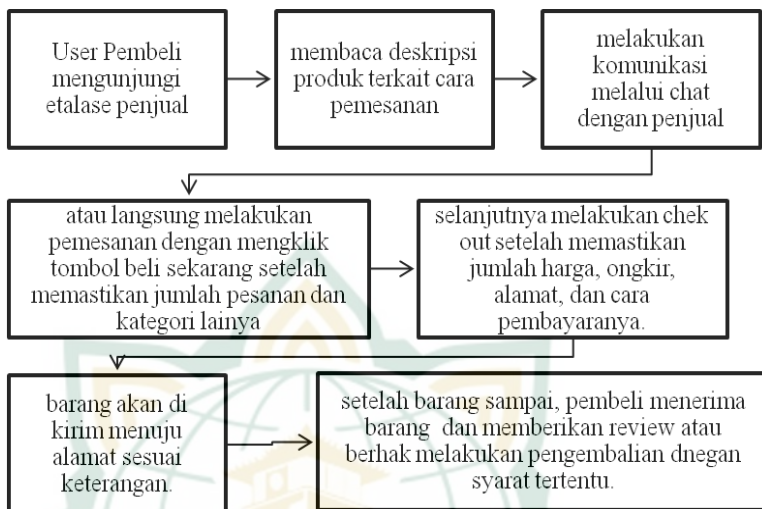 User Pembeli
mengunjungi
etalase penjual
membaca deskripsi
produk terkait cara
pemesanan
melakukan
komunikasi
melalui chat
dengan penjual
atau langsung melakukan
pemesanan dengan mengklik
tombol beli sekarang setelah
memastikan jumlah pesanan dan
kategori lainya
selanjutnya melakukan chek
out setelah memastikan
jumlah harga, ongkir,
alamat, dan cara
pembayaranya.
barang akan di
kirim menuju
alamat sesuai
keterangan.
setelah barang sampai, pembeli menerima
barang dan memberikan review atau
berhak melakukan pengembalian dnegan
syarat tertentu.